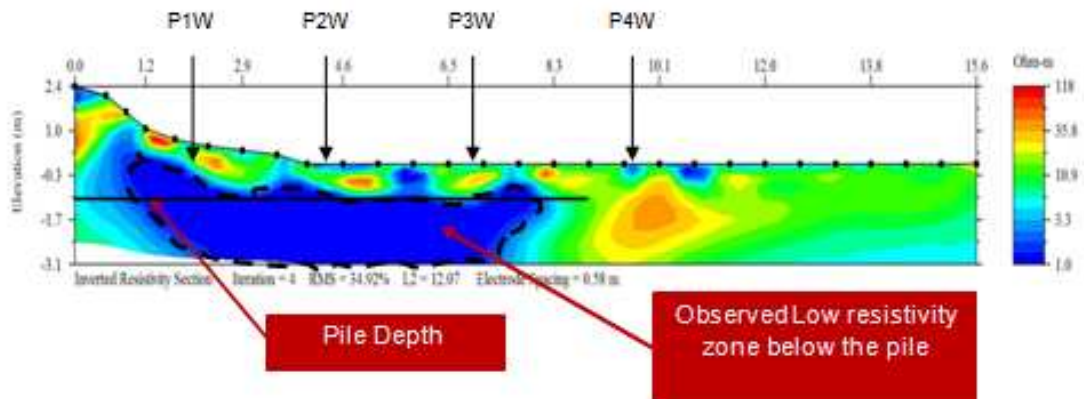 P1W P2W P3W P4W
0.0 1.2 2.9 4.6 6.5 8.3 10.1 12.0 13.8 15.6
Ohm-m
2.4
1.0
-0.3
-1.7
-3.1
Elevation (m)
118
35.8
10.9
3.3
1.0
Inverted Resistivity Section Iteration = 4 RMS = 34.92% L2 = 12.07 Electrode Spacing = 0.58 m
Pile Depth
Observed Low resistivity
zone below the pile